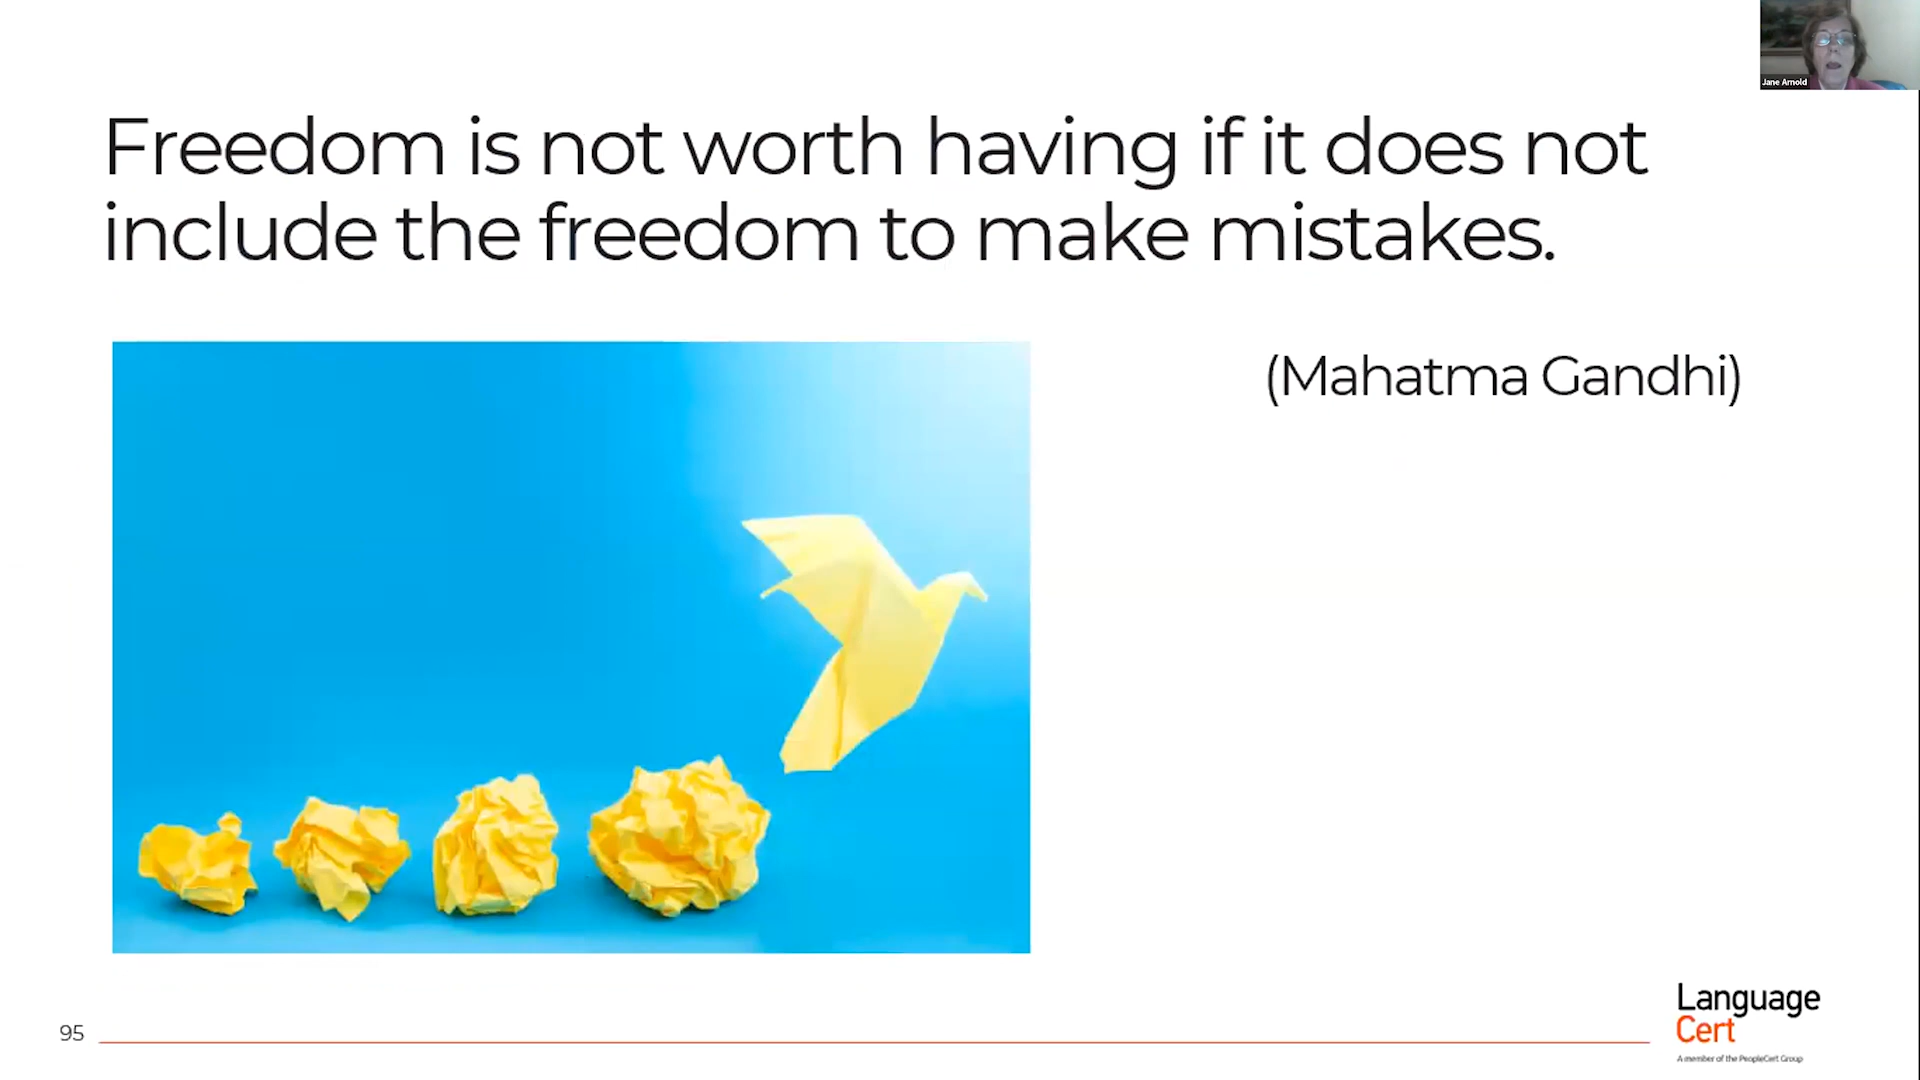 Jane Arnold
Freedom is not worth having if it does not
include the freedom to make mistakes.
(Mahatma Gandhi)
95
Language
Cert
A member of the PeopleCert Group